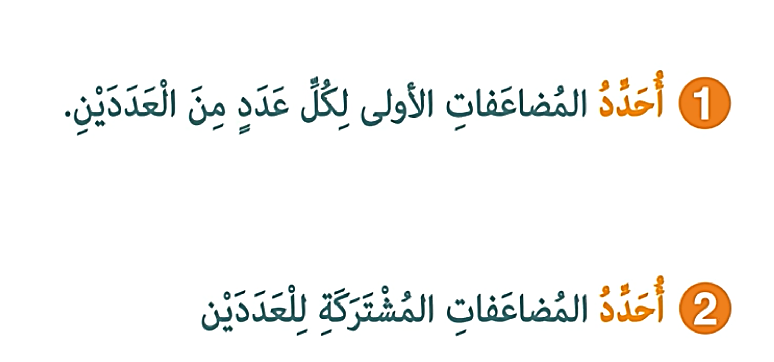 1 أُحَدِّدُ المُضاعَفاتِ الأولى لِكُلِّ عَدَدٍ مِنَ الْعَدَدَيْنِ.
2 أُحَدِّدُ المُضاعَفاتِ المُشْتَرَكَةِ لِلْعَدَدَيْن